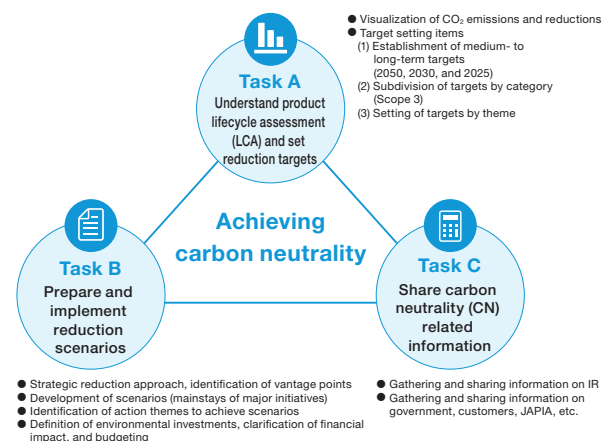 ● Visualization of CO₂ emissions and reductions
● Target setting items
(1) Establishment of medium- to
long-term targets
(2050, 2030, and 2025)
(2) Subdivision of targets by category
(Scope 3)
(3) Setting of targets by theme
Task A
Understand product
lifecycle assessment
(LCA) and set
reduction targets
Achieving
carbon neutrality
Task B
Prepare and
implement
reduction
scenarios
Task C
Share carbon
neutrality (CN)
related
information
● Strategic reduction approach, identification of vantage points
● Development of scenarios (mainstays of major initiatives)
● Identification of action themes to achieve scenarios
● Definition of environmental investments, clarification of financial
impact, and budgeting
● Gathering and sharing information on IR
● Gathering and sharing information on
government, customers, JAPIA, etc.